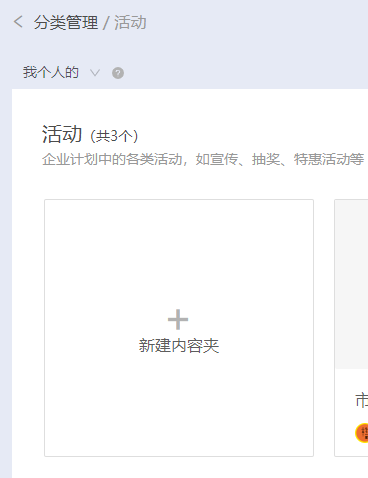 分类管理 / 活动
我个人的
活动（共3个）
企业计划中的各类活动，如宣传、抽奖、特惠活动等
新建内容夹
市